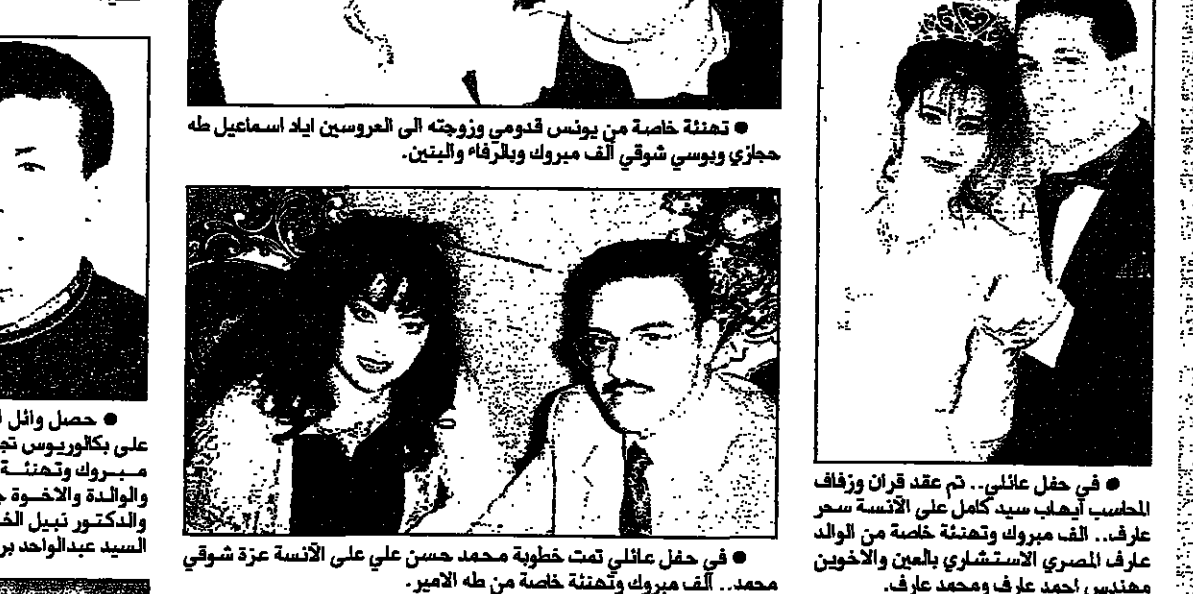 ● في حفل عائلي.. تم عقد قران وزفاف
المحاسب ايهاب سيد كامل على الآنسة سحر
عارف.. الف مبروك وتهنئة خاصة من الوالد
عارف المصري الاستشاري بالعين والاخوين
مهندس احمد عارف ومحمد عارف.
● تهنئة خاصة من يونس قدومي وزوجته الى العروسين اياد اسماعيل طه
حجازي وبوسي شوقي ألف مبروك وبالرفاء والبنين.
● في حفل عائلي تمت خطوبة محمد حسن علي على الآنسة عزة شوقي
محمد.. ألف مبروك وتهنئة خاصة من طه الامير.
● حصل وائل
على بكالوريوس
مبروك وتهنئة
والوالدة والاخوة
والدكتور نبيل
السيد عبدالواحد